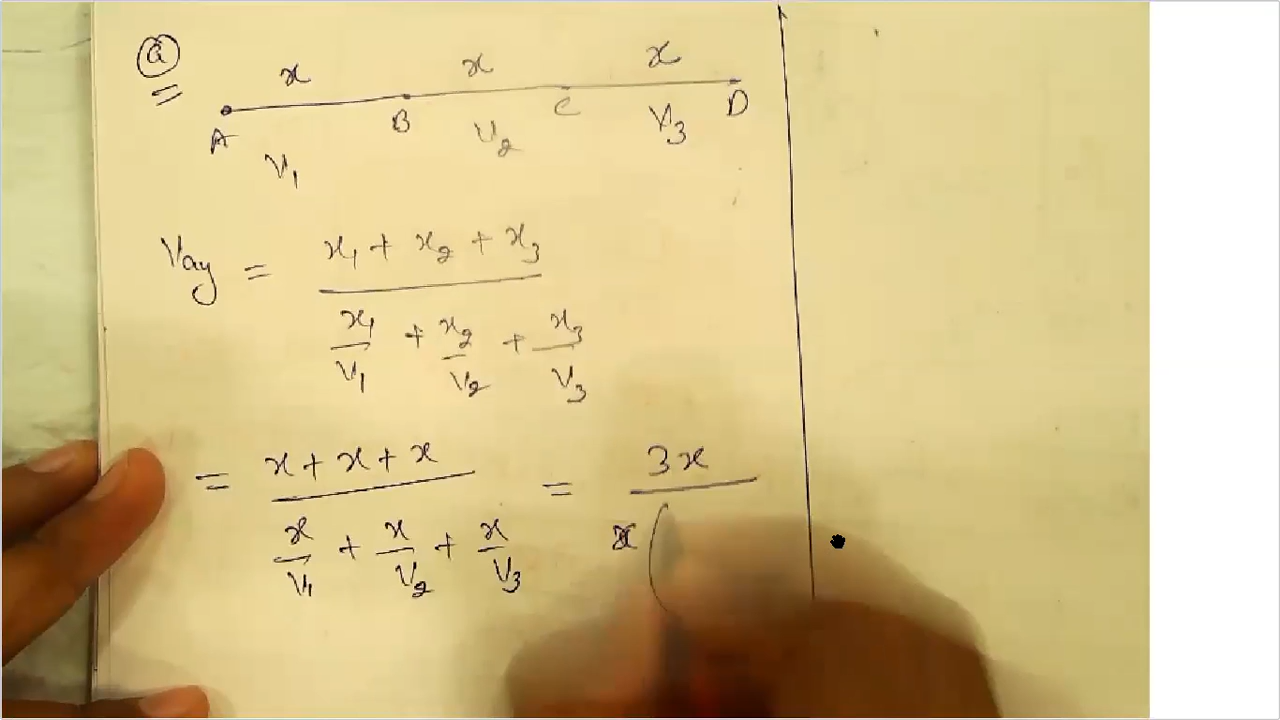 Q
x x x
A B C D
V₁ V₂ V₃
Vav = (x₁ + x₂ + x₃) / (x₁/V₁ + x₂/V₂ + x₃/V₃)
= (x + x + x) / (x/V₁ + x/V₂ + x/V₃) = 3x / x(